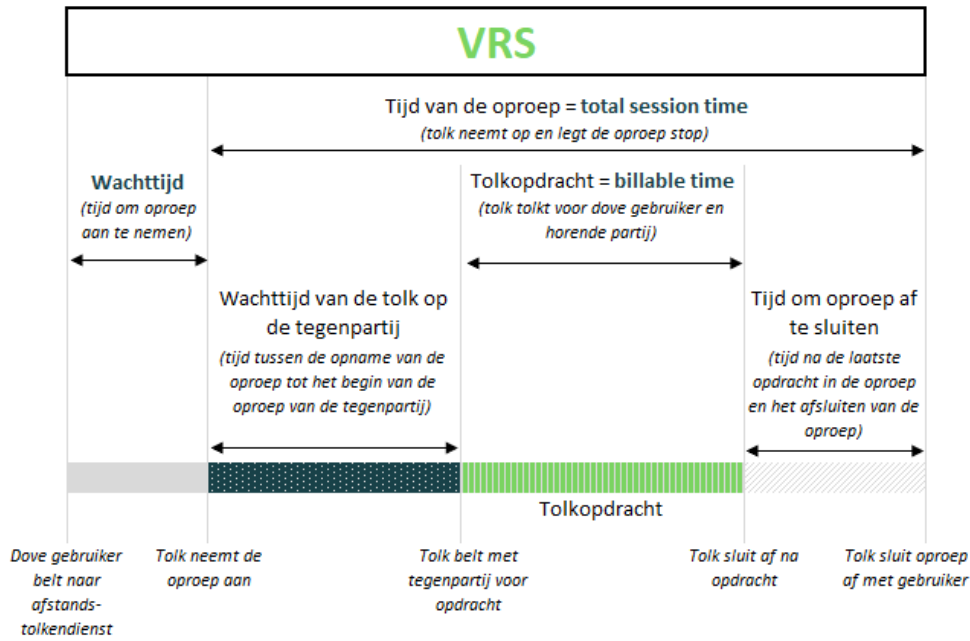 VRS
Tijd van de oproep = total session time
(tolk neemt op en legt de oproep stop)
Wachttijd
(tijd om oproep
aan te nemen)
Tolkopdracht = billable time
(tolk tolkt voor dove gebruiker en
horende partij)
Wachttijd van de tolk op
de tegenpartij
(tijd tussen de opname van de
oproep tot het begin van de
oproep van de tegenpartij)
Tijd om oproep af
te sluiten
(tijd na de laatste
opdracht in de oproep
en het afsluiten van de
oproep)
Tolkopdracht
Dove gebruiker
belt naar
afstands-
tolkendienst
Tolk neemt de
oproep aan
Tolk belt met
tegenpartij voor
opdracht
Tolk sluit af na
opdracht
Tolk sluit oproep
af met gebruiker